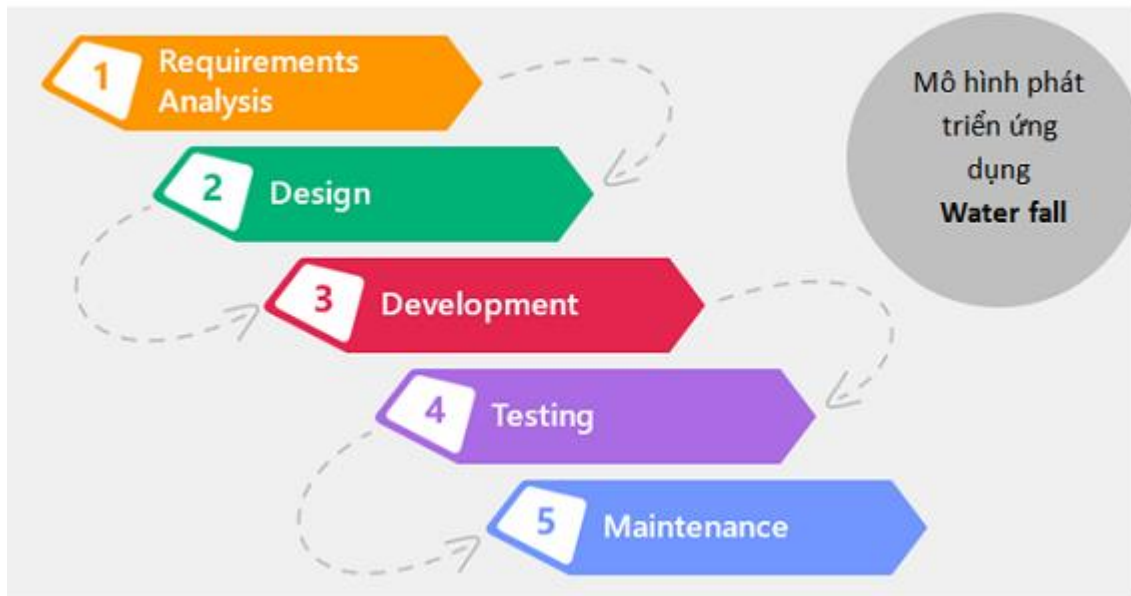 1
Requirements
Analysis
2
Design
3
Development
4
Testing
5
Maintenance
Mô hình phát
triển ứng
dụng
Water fall